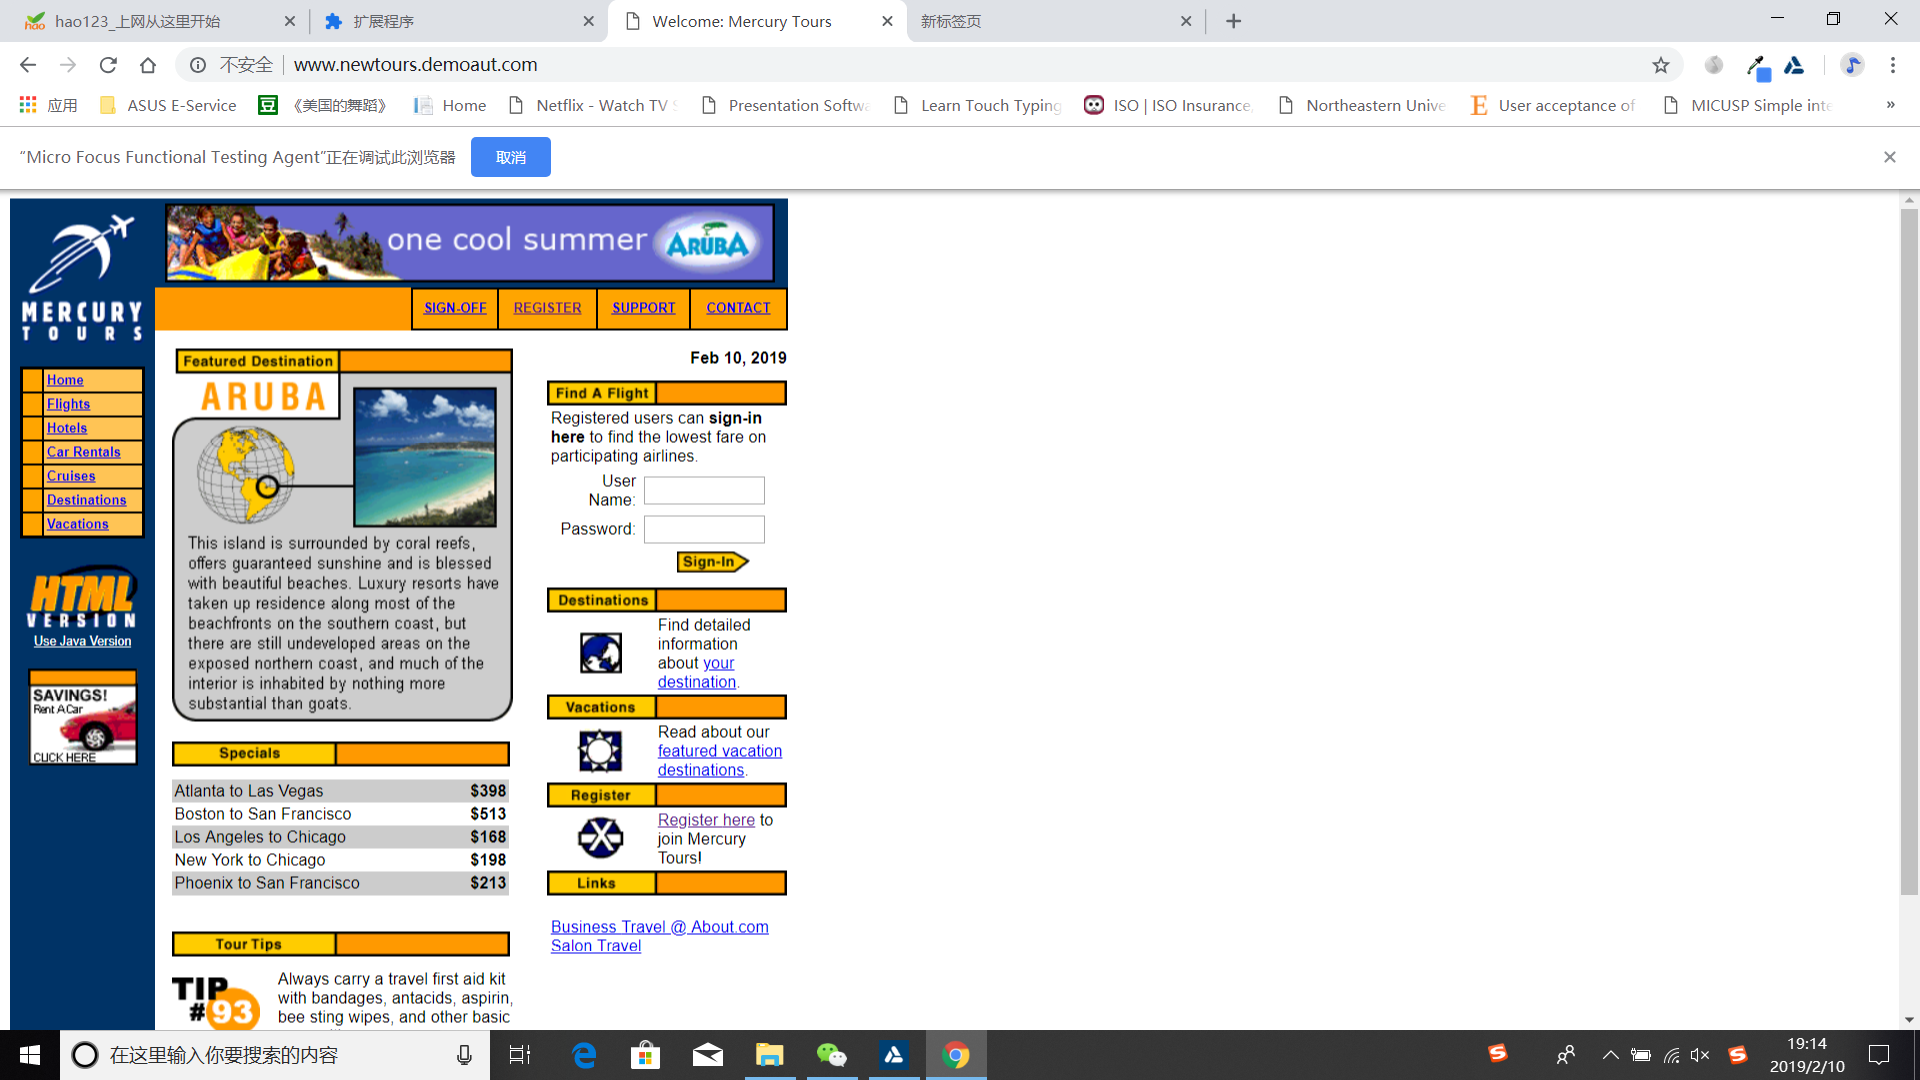 hao123_上网从这里开始
扩展程序
Welcome: Mercury Tours
新标签页
不安全
www.newtours.demoaut.com
应用
ASUS E-Service
《美国的舞蹈》
Home
Netflix - Watch TV
Presentation Softwa
Learn Touch Typing
ISO | ISO Insurance,
Northeastern Unive
User acceptance of
MICUSP Simple inte
»
“Micro Focus Functional Testing Agent”正在调试此浏览器
取消
MERCURY
TOURS
one cool summer
ARUBA
SIGN-OFF
REGISTER
SUPPORT
CONTACT
Home
Flights
Hotels
Car Rentals
Cruises
Destinations
Vacations
HTML
VERSION
Use Java Version
SAVINGS!
Rent A Car
CLICK HERE
Featured Destination
ARUBA
This island is surrounded by coral reefs,
offers guaranteed sunshine and is blessed
with beautiful beaches. Luxury resorts have
taken up residence along most of the
beachfronts on the southern coast, but
there are still undeveloped areas on the
exposed northern coast, and much of the
interior is inhabited by nothing more
substantial than goats.
Specials
Atlanta to Las Vegas $398
Boston to San Francisco $513
Los Angeles to Chicago $168
New York to Chicago $198
Phoenix to San Francisco $213
Tour Tips
TIP
#93
Always carry a travel first aid kit
with bandages, antacids, aspirin,
bee sting wipes, and other basic
Feb 10, 2019
Find A Flight
Registered users can sign-in
here to find the lowest fare on
participating airlines.
User
Name:
Password:
Sign-In
Destinations
Find detailed
information
about your
destination.
Vacations
Read about our
featured vacation
destinations.
Register
Register here to
join Mercury
Tours!
Links
Business Travel @ About.com
Salon Travel
在这里输入你要搜索的内容
19:14
2019/2/10